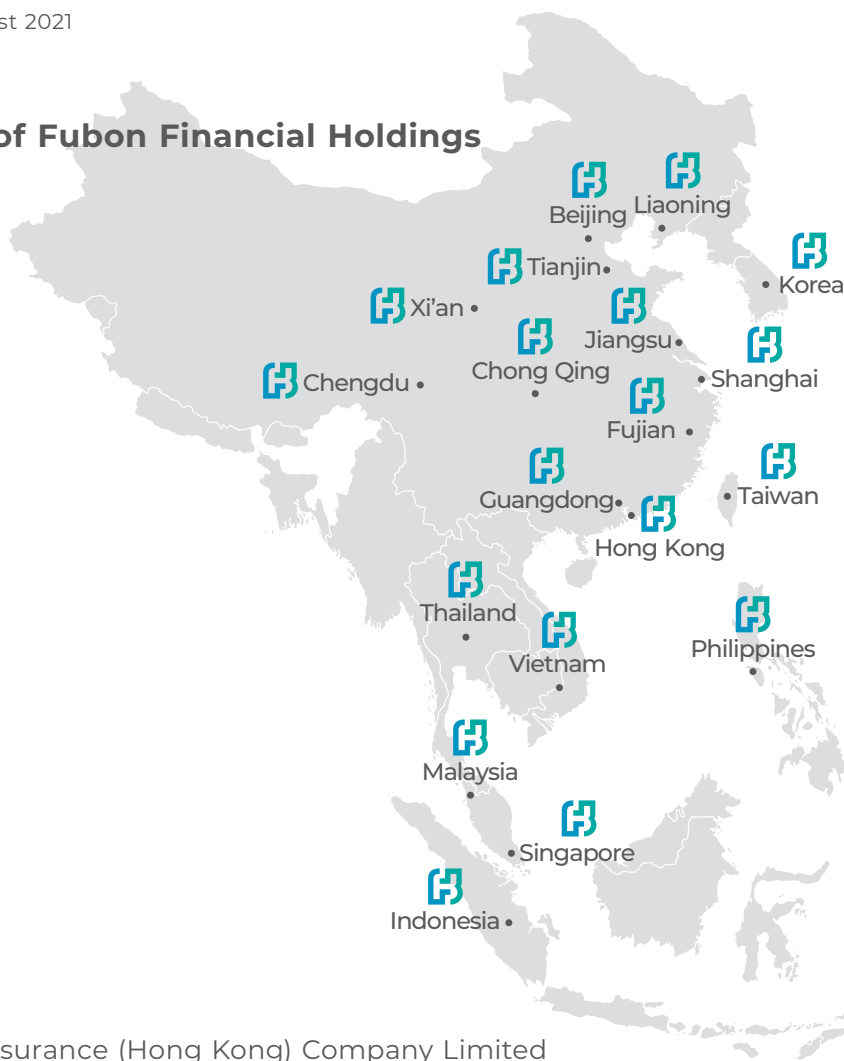 st 2021
of Fubon Financial Holdings
Beijing
Liaoning
Tianjin
Korea
Xi’an
Jiangsu
Chong Qing
Shanghai
Chengdu
Fujian
Guangdong
Taiwan
Hong Kong
Thailand
Vietnam
Philippines
Malaysia
Singapore
Indonesia
surance (Hong Kong) Company Limited